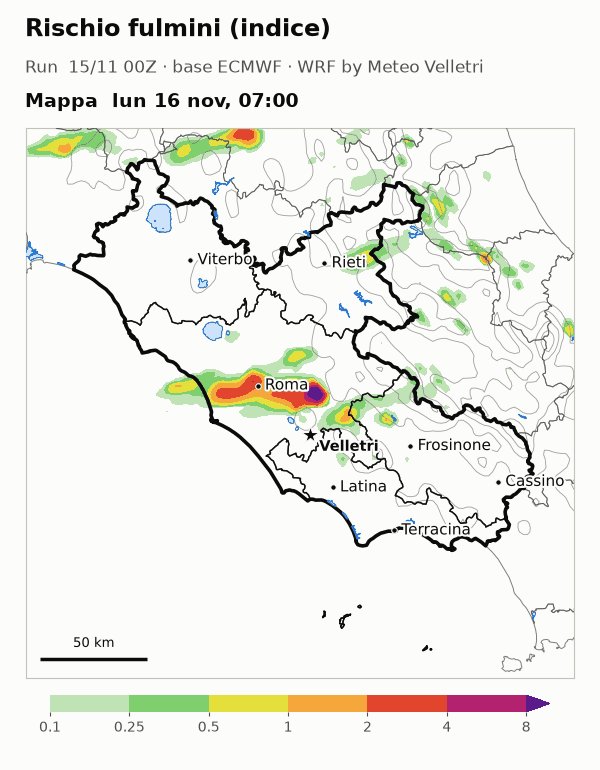 Rischio fulmini (indice)
Run  15/11 00Z · base ECMWF · WRF by Meteo Velletri
Mappa  lun 16 nov, 07:00
Viterbo
Rieti
Roma
Velletri
Frosinone
Latina
Cassino
Terracina
50 km
0.1 0.25 0.5 1 2 4 8